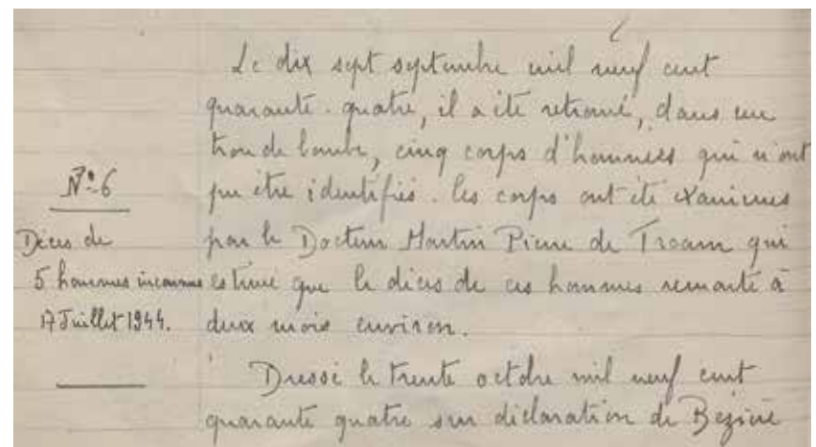 Le dix sept septembre mil neuf cent
quarante-quatre, il a été retrouvé, dans un
trou de bombe, cinq corps d'hommes qui n'ont
pu être identifiés. les corps ont été examinés
par le Docteur Martin Pierre de Troarn qui
estime que le décès de ces hommes remonte à
deux mois environ.
Dressé le trente octobre mil neuf cent
quarante quatre sur déclaration de Bézière
N° 6
Décès de
5 hommes inconnus
17 Juillet 1944.